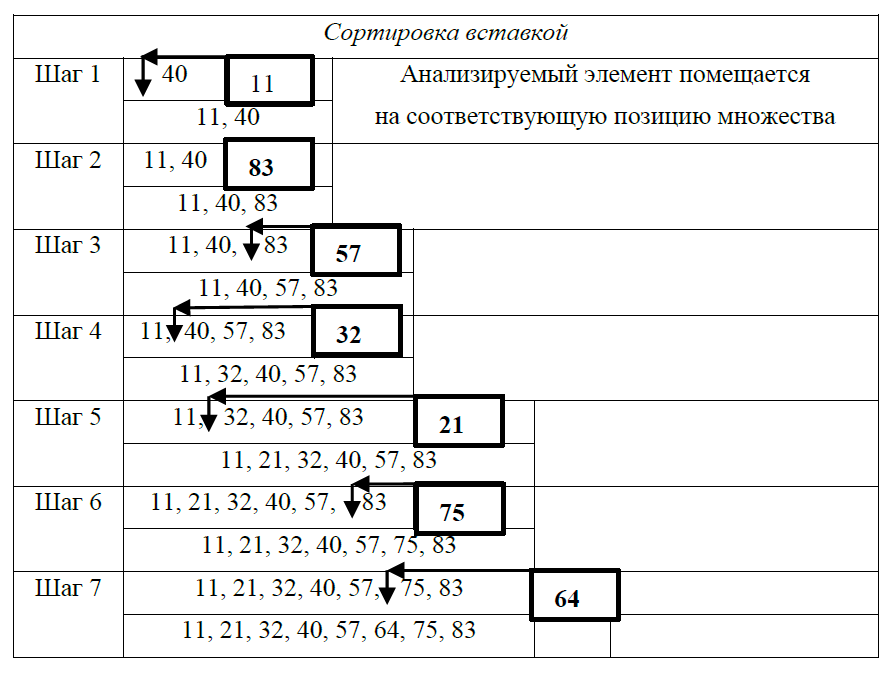 Сортировка вставкой
Шаг 1
40
11
Анализируемый элемент помещается
на соответствующую позицию множества
11, 40
Шаг 2
11, 40
83
11, 40, 83
Шаг 3
11, 40, 83
57
11, 40, 57, 83
Шаг 4
11, 40, 57, 83
32
11, 32, 40, 57, 83
Шаг 5
11, 32, 40, 57, 83
21
11, 21, 32, 40, 57, 83
Шаг 6
11, 21, 32, 40, 57, 83
75
11, 21, 32, 40, 57, 75, 83
Шаг 7
11, 21, 32, 40, 57, 75, 83
64
11, 21, 32, 40, 57, 64, 75, 83